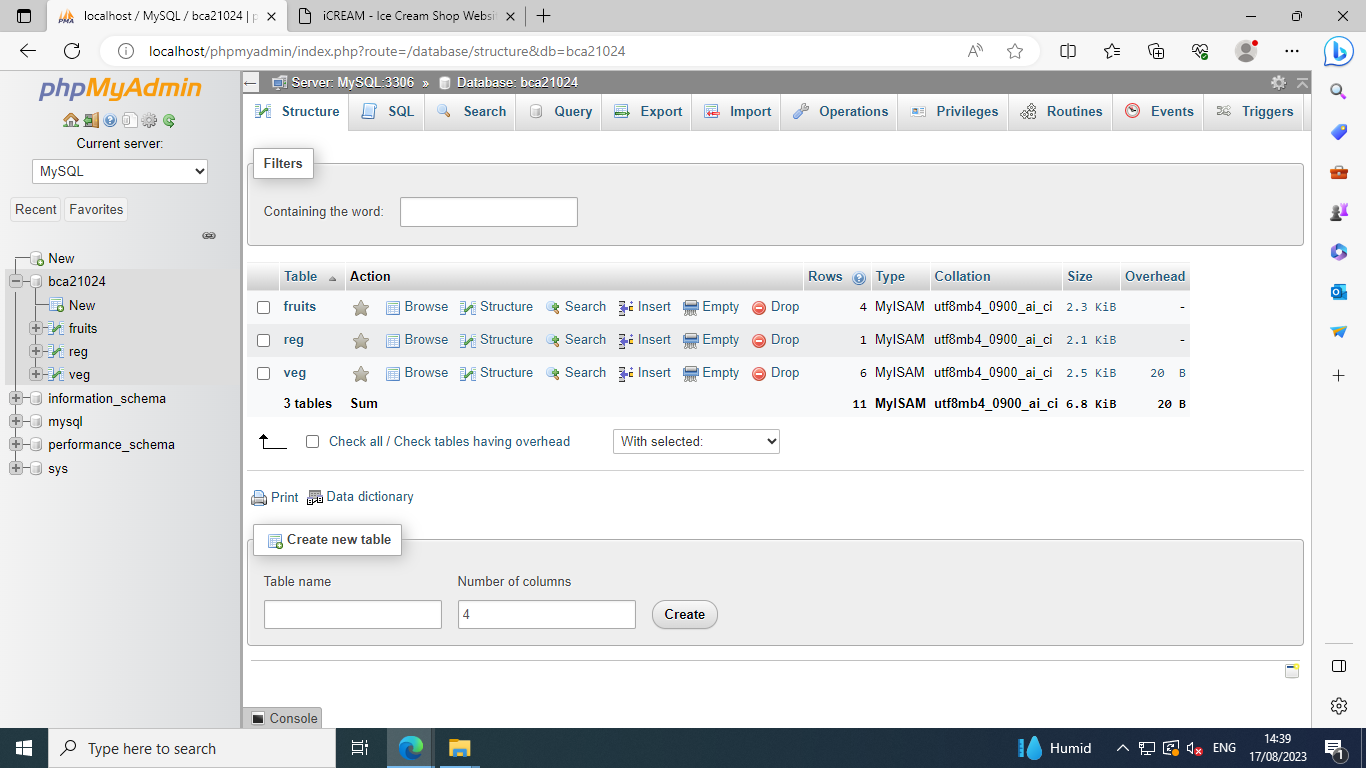 localhost / MySQL / bca21024 | p
iCREAM - Ice Cream Shop Websi
localhost/phpmyadmin/index.php?route=/database/structure&db=bca21024
phpMyAdmin
Current server:
MySQL
Recent Favorites
New
bca21024
New
fruits
reg
veg
information_schema
mysql
performance_schema
sys
Server: MySQL:3306 » Database: bca21024
Structure SQL Search Query Export Import Operations Privileges Routines Events Triggers
Filters
Containing the word:
Table Action Rows Type Collation Size Overhead
fruits Browse Structure Search Insert Empty Drop 4 MyISAM utf8mb4_0900_ai_ci 2.3 KiB -
reg Browse Structure Search Insert Empty Drop 1 MyISAM utf8mb4_0900_ai_ci 2.1 KiB -
veg Browse Structure Search Insert Empty Drop 6 MyISAM utf8mb4_0900_ai_ci 2.5 KiB 20 B
3 tables Sum 11 MyISAM utf8mb4_0900_ai_ci 6.8 KiB 20 B
Check all / Check tables having overhead With selected:
Print Data dictionary
Create new table
Table name Number of columns
4 Create
Console
Type here to search
Humid
ENG
14:39
17/08/2023
1